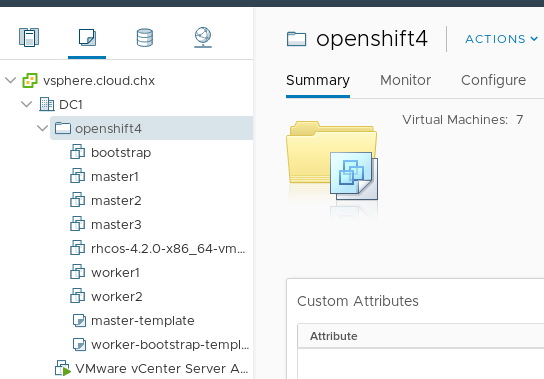 vsphere.cloud.chx
DC1
openshift4
bootstrap
master1
master2
master3
rhcos-4.2.0-x86_64-vm...
worker1
worker2
master-template
worker-bootstrap-templ...
VMware vCenter Server A...
openshift4
ACTIONS
Summary Monitor Configure
Virtual Machines: 7
Custom Attributes
Attribute